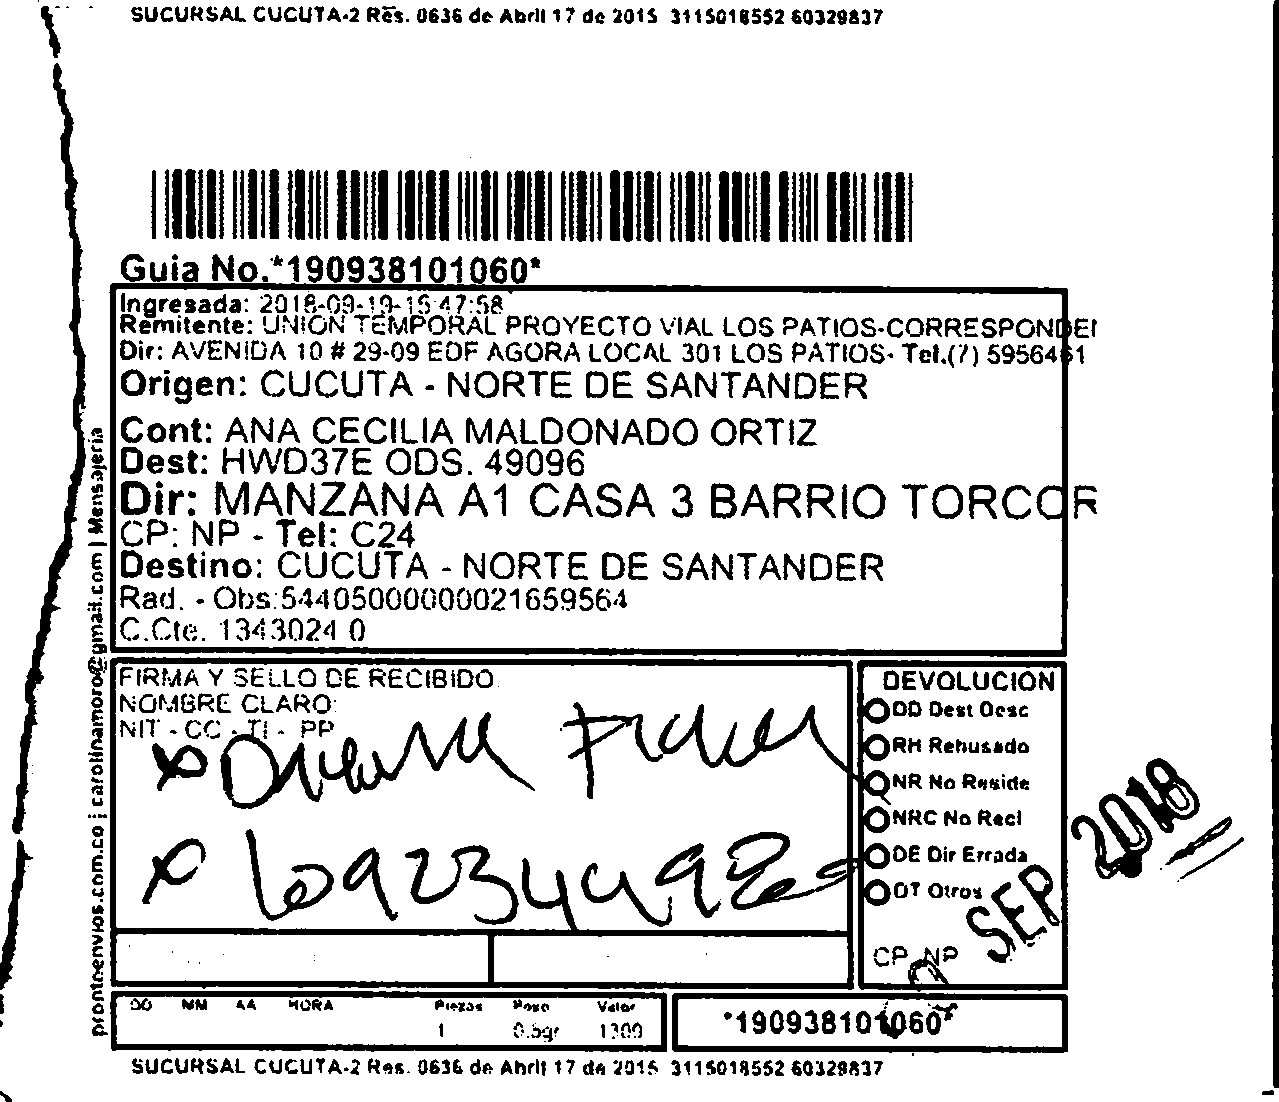 SUCURSAL CUCUTA-2 Res. 0636 de Abril 17 de 2015 3115018552 60329837
Guia No.*190938101060*
Ingresada: 2018-09-19-15:47:58
Remitente: UNION TEMPORAL PROYECTO VIAL LOS PATIOS-CORRESPONDEN
Dir: AVENIDA 10 # 29-09 EDF AGORA LOCAL 301 LOS PATIOS- Tel.(7) 5956461
Origen: CUCUTA - NORTE DE SANTANDER
Cont: ANA CECILIA MALDONADO ORTIZ
Dest: HWD37E ODS. 49096
Dir: MANZANA A1 CASA 3 BARRIO TORCOR
CP: NP - Tel: C24
Destino: CUCUTA - NORTE DE SANTANDER
Rad. - Obs:54405000000021659564
C.Cte. 1343024 0
prontoenvios.com.co | carolinamoro@gmail.com | Mensajeria
FIRMA Y SELLO DE RECIBIDO
NOMBRE CLARO:
NIT - CC - TI - PP
DEVOLUCION
DD Dest Desc
RH Rehusado
NR No Reside
NRC No Recl
DE Dir Errada
OT Otros
CP NP
SEP 2018
DD MM AA HORA Piezas Peso Valor
1 0.5gr 1300
*190938101060*
SUCURSAL CUCUTA-2 Res. 0636 de Abril 17 de 2015 3115018552 60329837